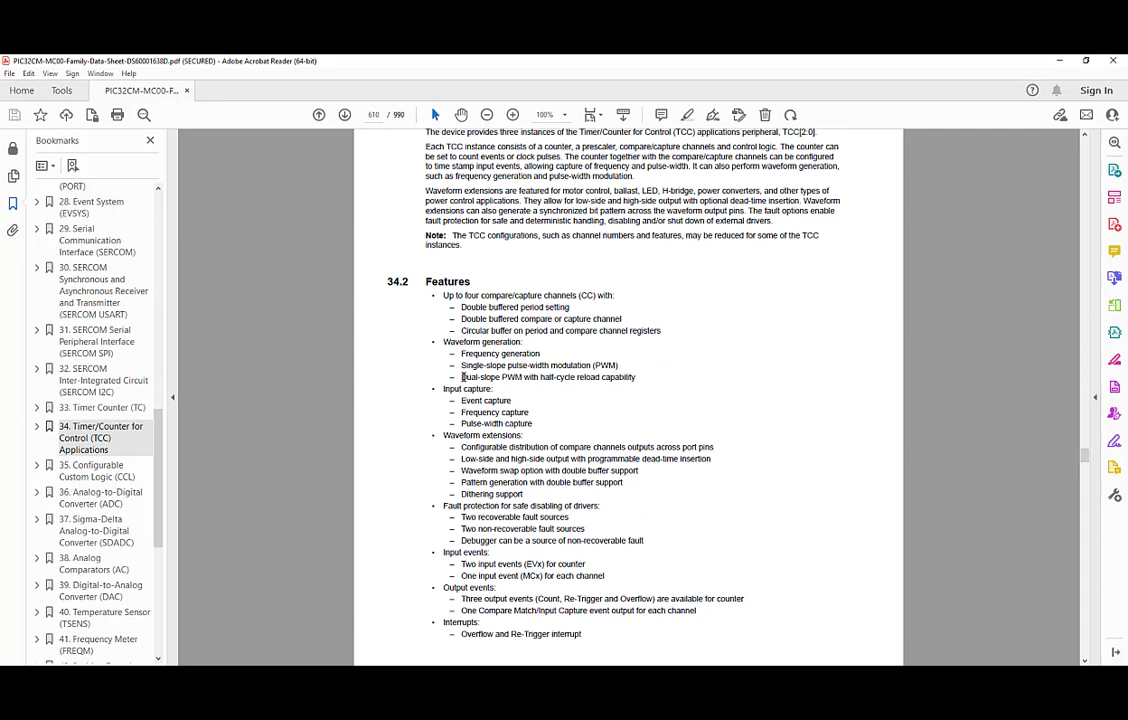 PIC32CM-MC00-Family-Data-Sheet-DS60001638D.pdf (SECURED) - Adobe Acrobat Reader (64-bit)
File Edit View Sign Window Help
Home Tools PIC32CM-MC00-F... × Sign In
610 / 990 100%
Bookmarks
(PORT)
28. Event System
(EVSYS)
29. Serial
Communication
Interface (SERCOM)
30. SERCOM
Synchronous and
Asynchronous Receiver
and Transmitter
(SERCOM USART)
31. SERCOM Serial
Peripheral Interface
(SERCOM SPI)
32. SERCOM
Inter-Integrated Circuit
(SERCOM I2C)
33. Timer Counter (TC)
34. Timer/Counter for
Control (TCC)
Applications
35. Configurable
Custom Logic (CCL)
36. Analog-to-Digital
Converter (ADC)
37. Sigma-Delta
Analog-to-Digital
Converter (SDADC)
38. Analog
Comparators (AC)
39. Digital-to-Analog
Converter (DAC)
40. Temperature Sensor
(TSENS)
41. Frequency Meter
(FREQM)
The device provides three instances of the Timer/Counter for Control (TCC) applications peripheral, TCC[2:0].
Each TCC instance consists of a counter, a prescaler, compare/capture channels and control logic. The counter can
be set to count events or clock pulses. The counter together with the compare/capture channels can be configured
to time stamp input events, allowing capture of frequency and pulse-width. It can also perform waveform generation,
such as frequency generation and pulse-width modulation.
Waveform extensions are featured for motor control, ballast, LED, H-bridge, power converters, and other types of
power control applications. They allow for low-side and high-side output with optional dead-time insertion. Waveform
extensions can also generate a synchronized bit pattern across the waveform output pins. The fault options enable
fault protection for safe and deterministic handling, disabling and/or shut down of external drivers.
Note: The TCC configurations, such as channel numbers and features, may be reduced for some of the TCC
instances.
34.2 Features
• Up to four compare/capture channels (CC) with:
– Double buffered period setting
– Double buffered compare or capture channel
– Circular buffer on period and compare channel registers
• Waveform generation:
– Frequency generation
– Single-slope pulse-width modulation (PWM)
– Dual-slope PWM with half-cycle reload capability
• Input capture:
– Event capture
– Frequency capture
– Pulse-width capture
• Waveform extensions:
– Configurable distribution of compare channels outputs across port pins
– Low-side and high-side output with programmable dead-time insertion
– Waveform swap option with double buffer support
– Pattern generation with double buffer support
– Dithering support
• Fault protection for safe disabling of drivers:
– Two recoverable fault sources
– Two non-recoverable fault sources
– Debugger can be a source of non-recoverable fault
• Input events:
– Two input events (EVx) for counter
– One input event (MCx) for each channel
• Output events:
– Three output events (Count, Re-Trigger and Overflow) are available for counter
– One Compare Match/Input Capture event output for each channel
• Interrupts:
– Overflow and Re-Trigger interrupt